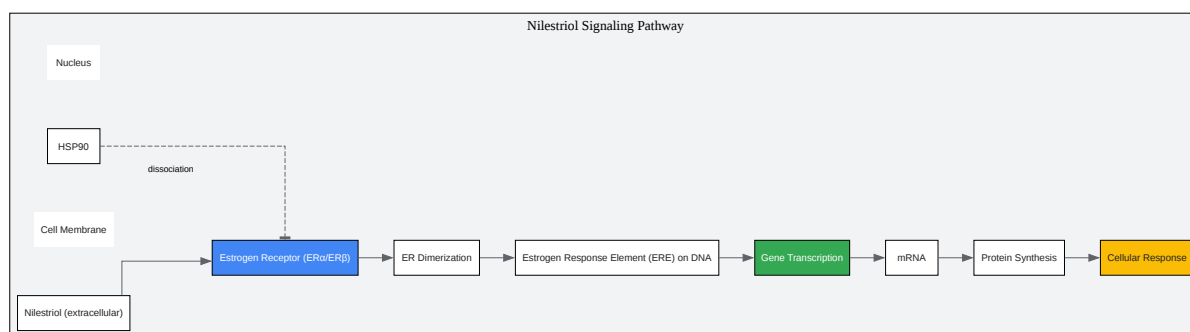 Nilestriol Signaling Pathway
Nucleus
HSP90
dissociation
Cell Membrane
Estrogen Receptor (ERα/ERβ)
ER Dimerization
Estrogen Response Element (ERE) on DNA
Gene Transcription
mRNA
Protein Synthesis
Cellular Response
Nilestriol (extracellular)